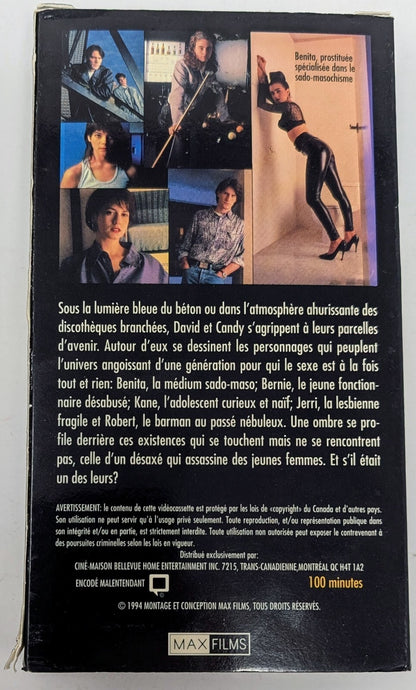 Benita, prostituée
spécialisée dans le
sado-masochisme
Sous la lumière bleue du béton ou dans l'atmosphère ahurissante des
discothèques branchées, David et Candy s'agrippent à leurs parcelles
d'avenir. Autour d'eux se dessinent les personnages qui peuplent
l'univers angoissant d'une génération pour qui le sexe est à la fois
tout et rien: Benita, la médium sado-maso; Bernie, le jeune fonction-
naire désabusé; Kane, l'adolescent curieux et naïf; Jerri, la lesbienne
fragile et Robert, le barman au passé nébuleux. Une ombre se pro-
file derrière ces existences qui se touchent mais ne se rencontrent
pas, celle d'un désaxé qui assassine des jeunes femmes. Et s'il était
un des leurs?
AVERTISSEMENT: le contenu de cette vidéocassette est protégé par les lois de «copyright» du Canada et d'autres pays.
Son utilisation ne peut servir qu'à l'usage privé seulement. Toute reproduction, et/ou représentation publique dans
son intégrité et/ou en partie, est strictement interdite. Toute utilisation non autorisée peut exposer le contrevenant à
des poursuites criminelles selon les lois en vigueur.
Distribué exclusivement par:
CINÉ-MAISON BELLEVUE HOME ENTERTAINMENT INC. 7215, TRANS-CANADIENNE,MONTRÉAL QC H4T 1A2
ENCODÉ MALENTENDANT
100 minutes
© 1994 MONTAGE ET CONCEPTION MAX FILMS, TOUS DROITS RÉSERVÉS.
MAX FILMS